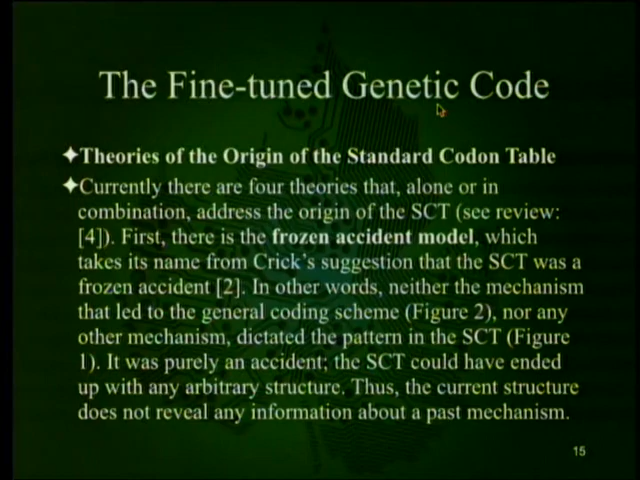 The Fine-tuned Genetic Code
✦Theories of the Origin of the Standard Codon Table
✦Currently there are four theories that, alone or in
combination, address the origin of the SCT (see review:
[4]). First, there is the frozen accident model, which
takes its name from Crick's suggestion that the SCT was a
frozen accident [2]. In other words, neither the mechanism
that led to the general coding scheme (Figure 2), nor any
other mechanism, dictated the pattern in the SCT (Figure
1). It was purely an accident; the SCT could have ended
up with any arbitrary structure. Thus, the current structure
does not reveal any information about a past mechanism.
15